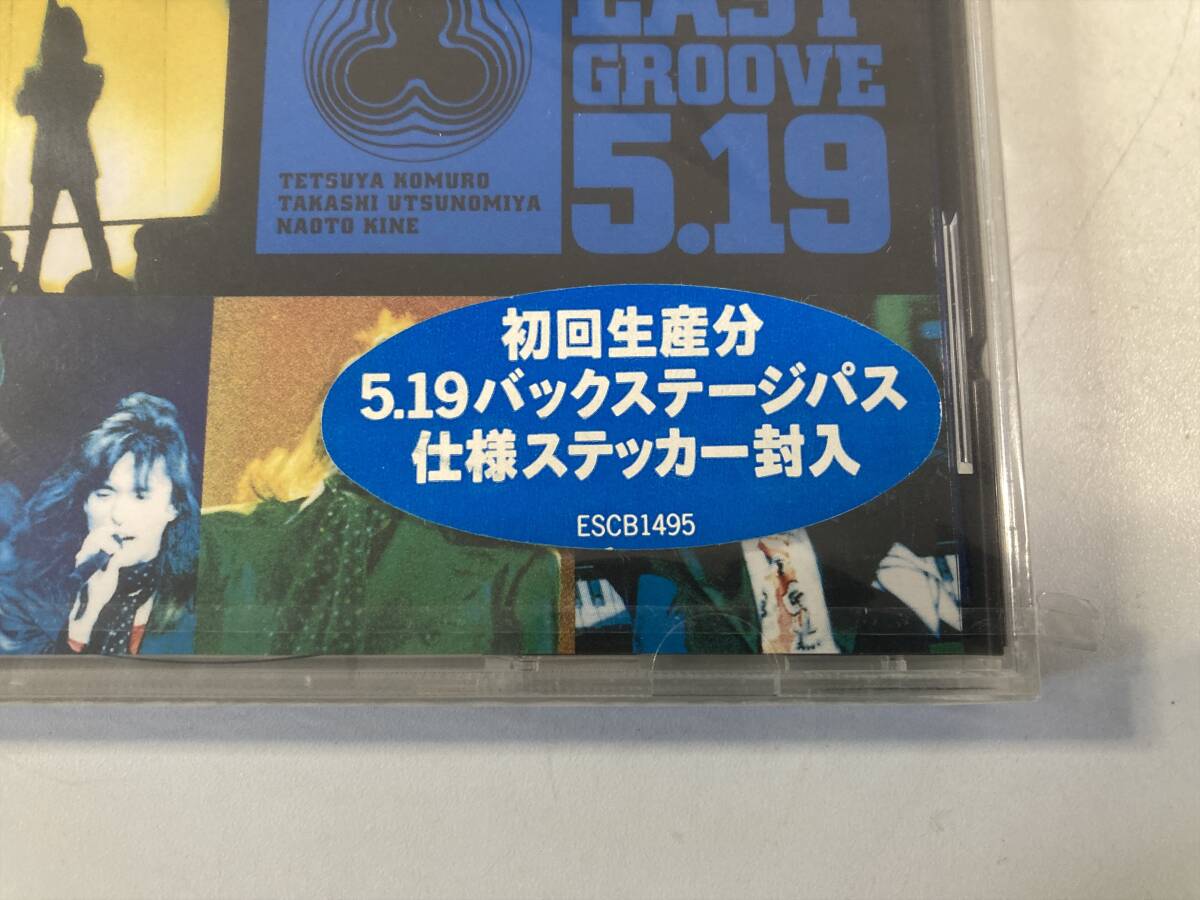 LAST
GROOVE
5.19
TETSUYA KOMURO
TAKASHI UTSUNOMIYA
NAOTO KINE
初回生産分
5.19バックステージパス
仕様ステッカー封入
ESCB1495